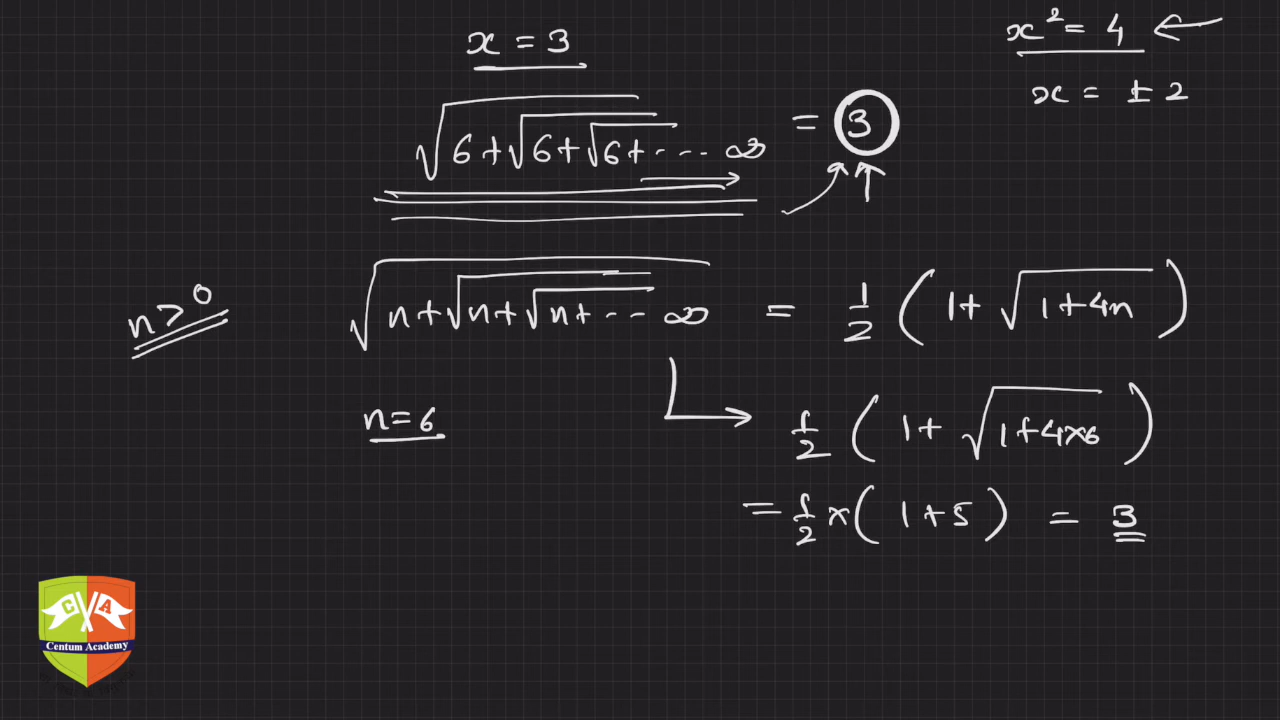 x = 3
x² = 4 ←
x = ± 2
√(6+√(6+√(6+ ··· ∞ = 3
n > 0
√(n+√(n+√(n+ ··· ∞ = 1/2 (1+ √(1+4n))
n=6
1/2 (1+ √(1+4×6))
= 1/2 × (1+5) = 3
C A
Centum Academy